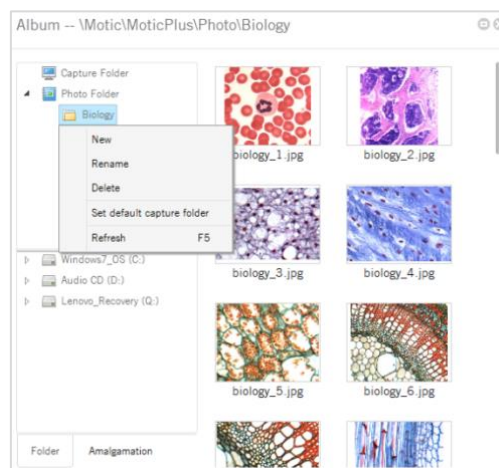 Album -- \Motic\MoticPlus\Photo\Biology
Capture Folder
Photo Folder
Biology
New
Rename
Delete
Set default capture folder
Refresh F5
Windows7_OS (C:)
Audio CD (D:)
Lenovo_Recovery (Q:)
Folder Amalgamation
biology_1.jpg biology_2.jpg
biology_3.jpg biology_4.jpg
biology_5.jpg biology_6.jpg